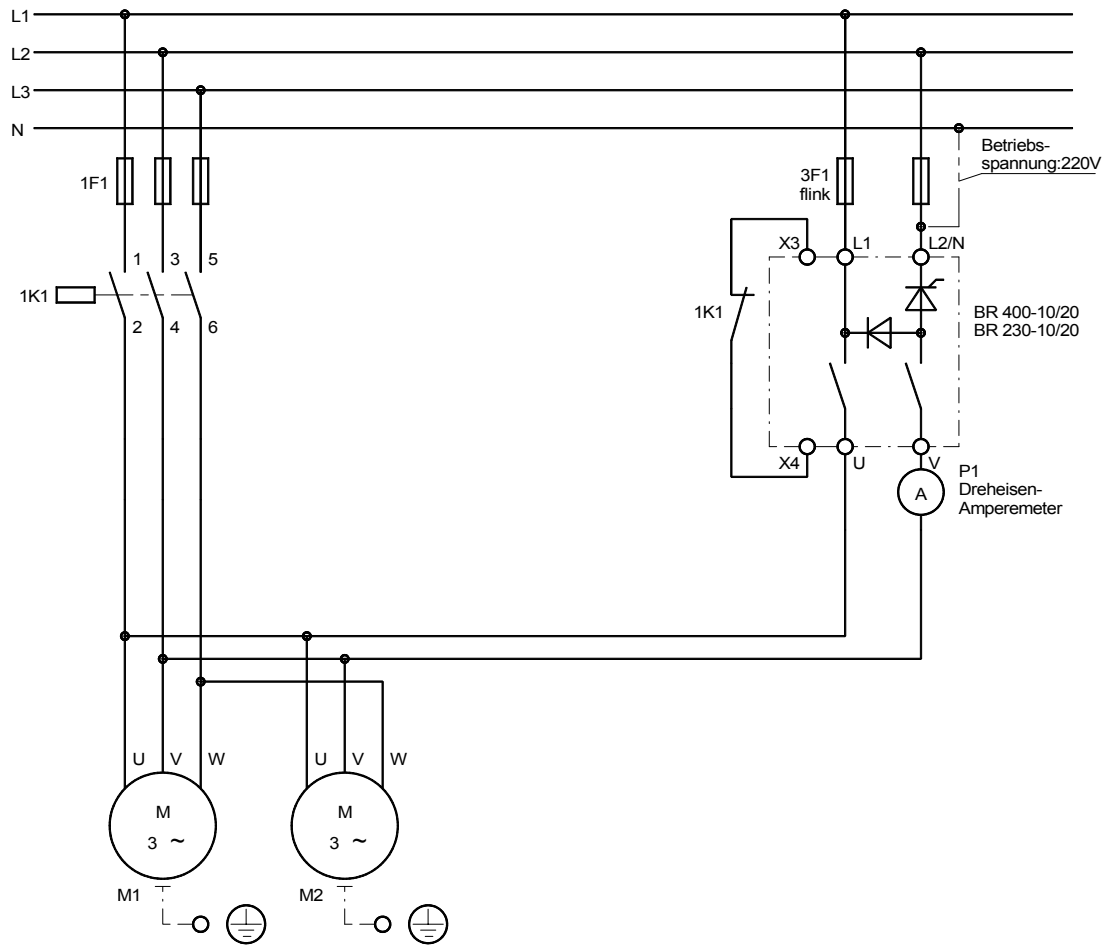 L1
L2
L3
N
1F1
3F1
flink
Betriebs-
spannung:220V
X3
L1
L2/N
1
3
5
1K1
2
4
6
1K1
BR 400-10/20
BR 230-10/20
X4
U
V
A
P1
Dreheisen-
Amperemeter
U
V
W
U
V
W
M
3 ~
M
3 ~
M1
M2